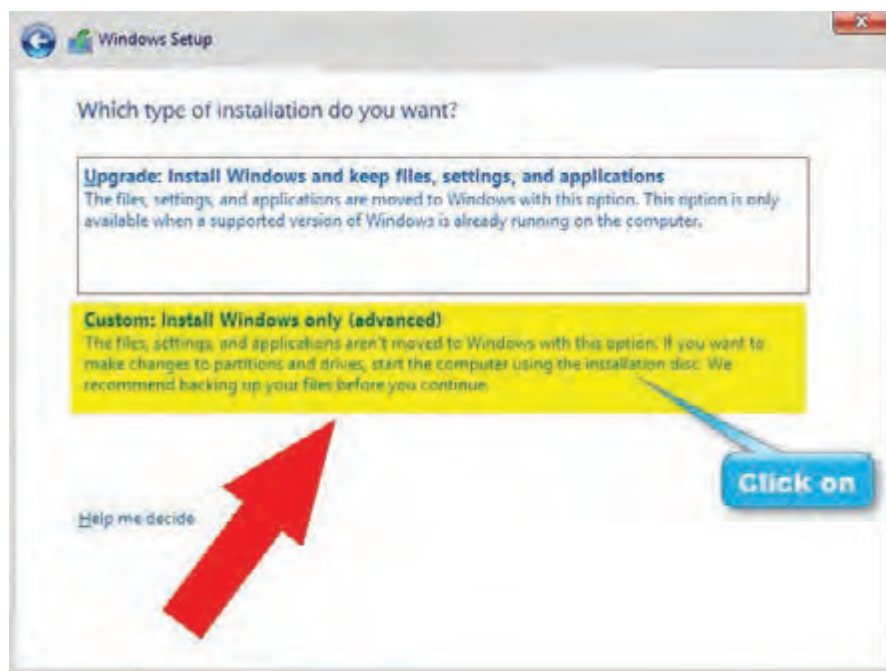 Windows Setup
Which type of installation do you want?
Upgrade: Install Windows and keep files, settings, and applications
The files, settings, and applications are moved to Windows with this option. This option is only
available when a supported version of Windows is already running on the computer.
Custom: Install Windows only (advanced)
The files, settings, and applications aren't moved to Windows with this option. If you want to
make changes to partitions and drives, start the computer using the installation disc. We
recommend backing up your files before you continue.
Click on
Help me decide